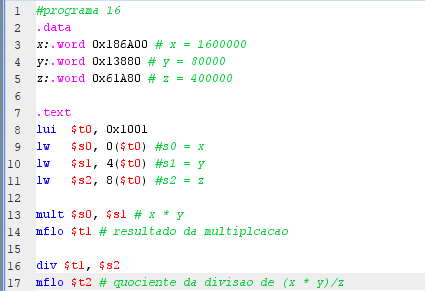 1 #programa 16
2 .data
3 x:.word 0x186A00 # x = 1600000
4 y:.word 0x13880 # y = 80000
5 z:.word 0x61A80 # z = 400000
6
7 .text
8 lui $t0, 0x1001
9 lw $s0, 0($t0) #s0 = x
10 lw $s1, 4($t0) #s1 = y
11 lw $s2, 8($t0) #s2 = z
12
13 mult $s0, $s1 # x * y
14 mflo $t1 # resultado da multiplcacao
15
16 div $t1, $s2
17 mflo $t2 # quociente da divisao de (x * y)/z